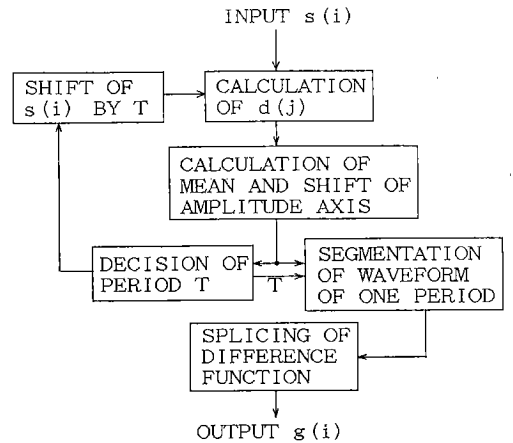 INPUT s(i)
SHIFT OF
s(i) BY T
CALCULATION
OF d(j)
CALCULATION OF
MEAN AND SHIFT OF
AMPLITUDE AXIS
DECISION OF
PERIOD T
T
SEGMENTATION
OF WAVEFORM
OF ONE PERIOD
SPLICING OF
DIFFERENCE
FUNCTION
OUTPUT g(i)